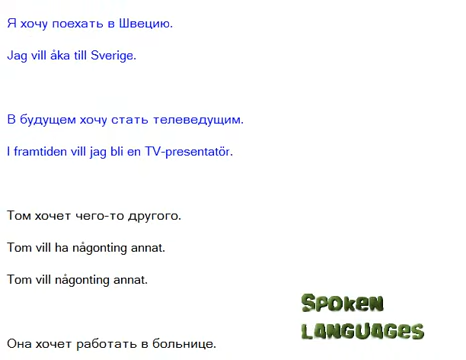 Я хочу поехать в Швецию.
Jag vill åka till Sverige.
В будущем хочу стать телеведущим.
I framtiden vill jag bli en TV-presentatör.
Том хочет чего-то другого.
Tom vill ha någonting annat.
Tom vill någonting annat.
Она хочет работать в больнице.
Spoken
Languages